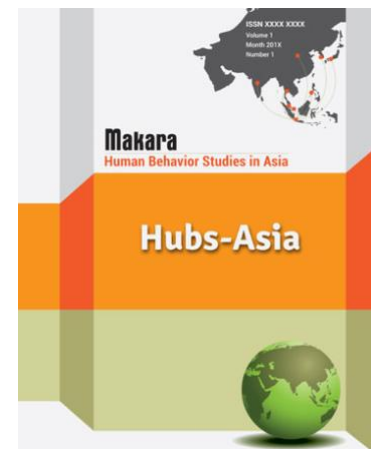 ISSN XXXX XXXX
Volume 1
Month 201X
Number 1
Makara
Human Behavior Studies in Asia
Hubs-Asia